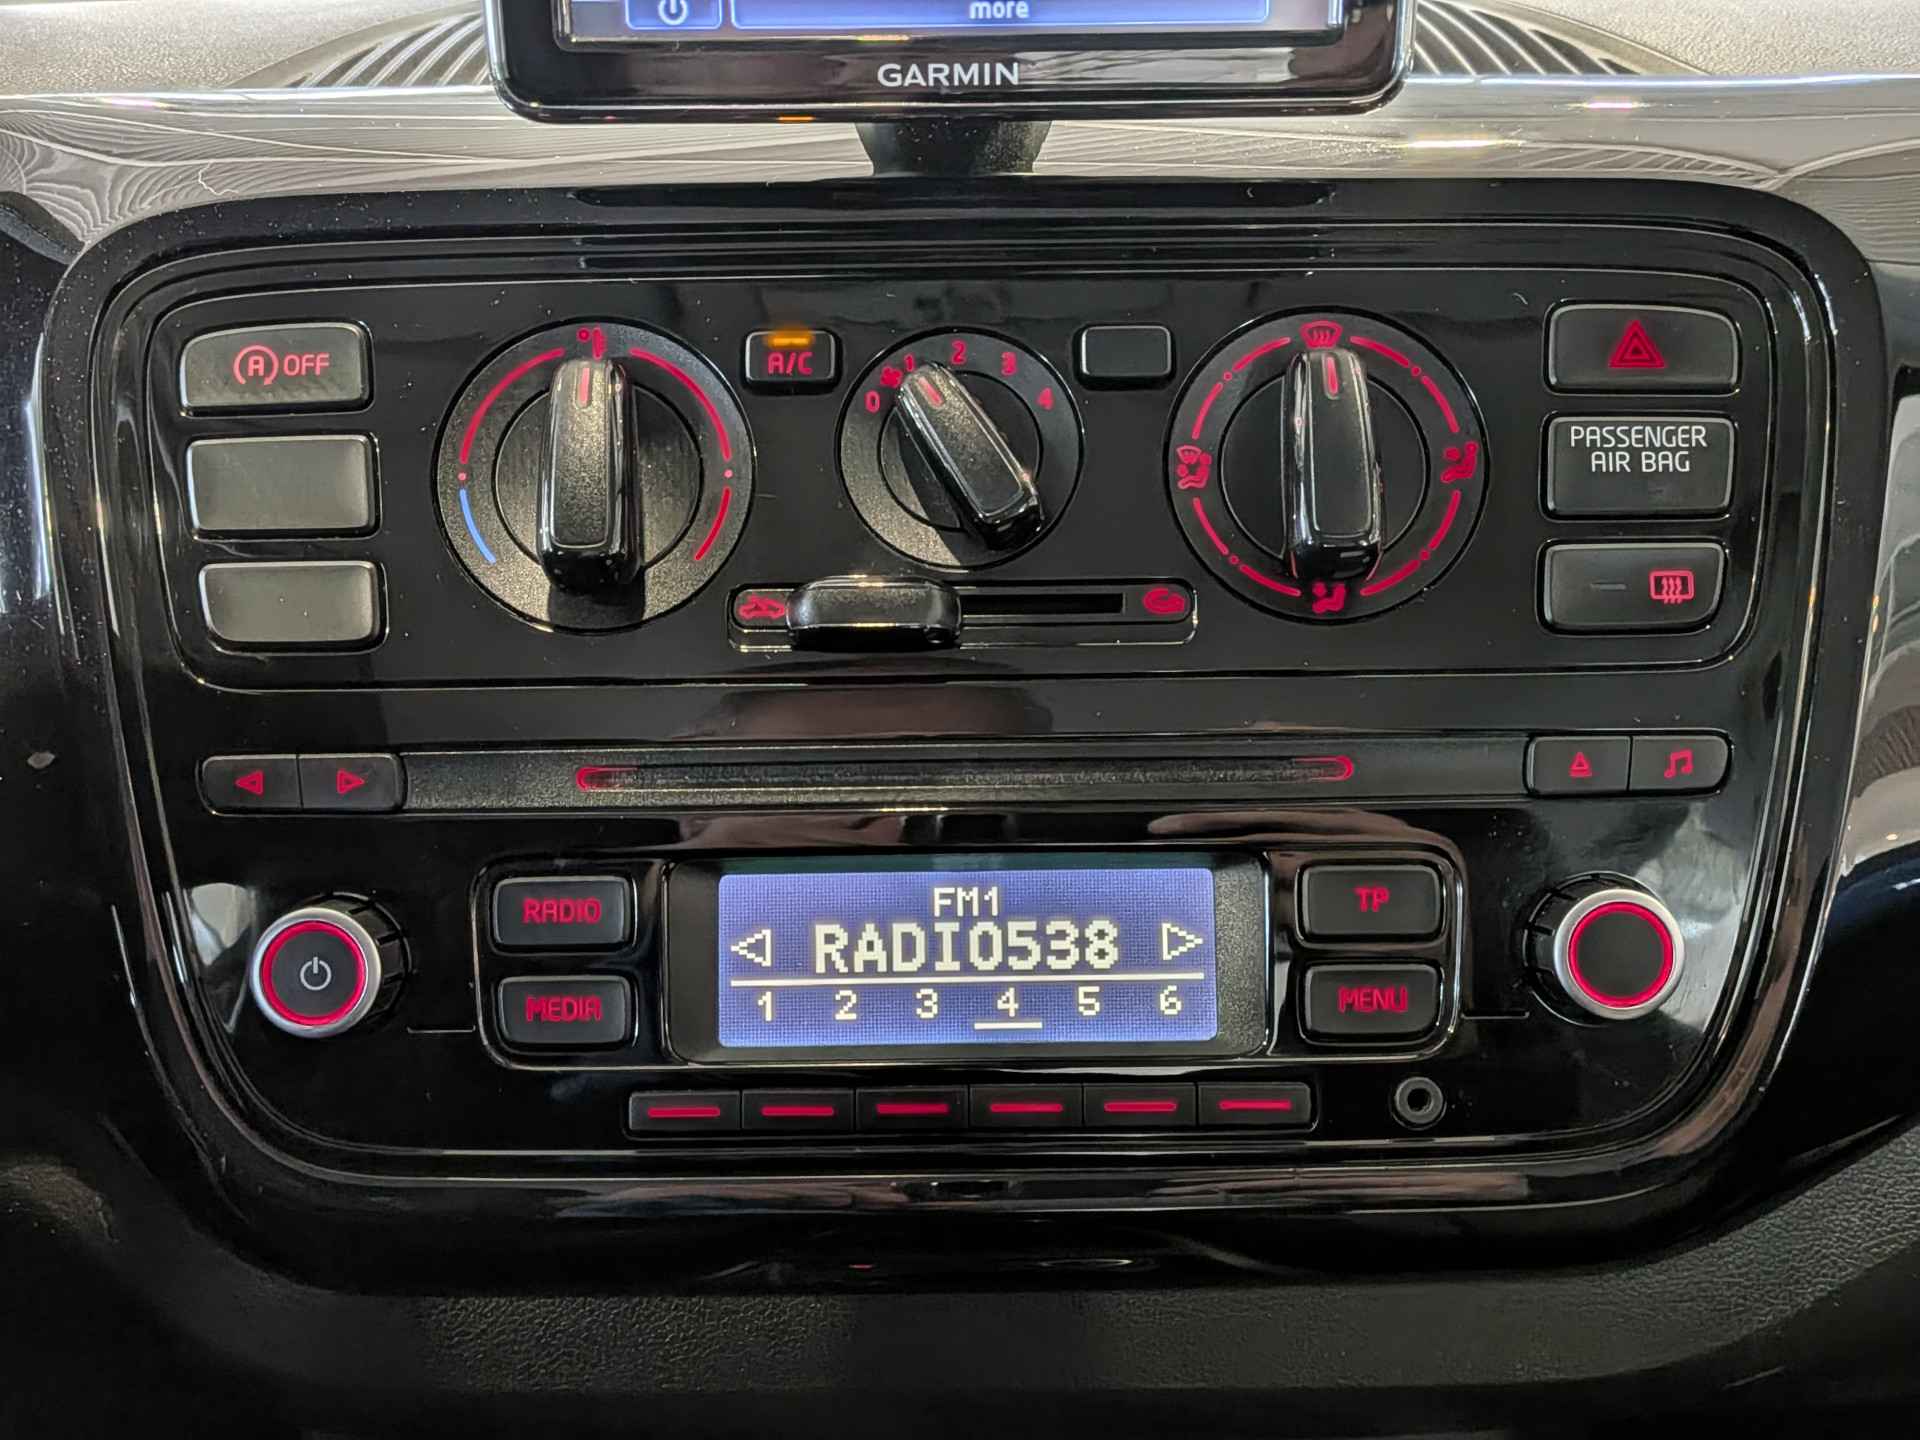 more
GARMIN
A OFF
A/C
0 1 2 3 4
PASSENGER
AIR BAG
RADIO
MEDIA
FM1
RADIO538
1 2 3 4 5 6
TP
MENU